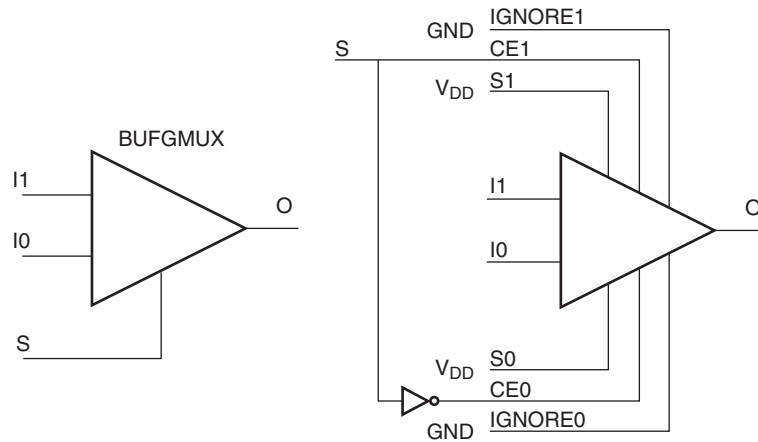 BUFGMUX
I1
I0
O
S
S
GND
IGNORE1
CE1
VDD
S1
I1
I0
VDD
S0
CE0
GND
IGNORE0